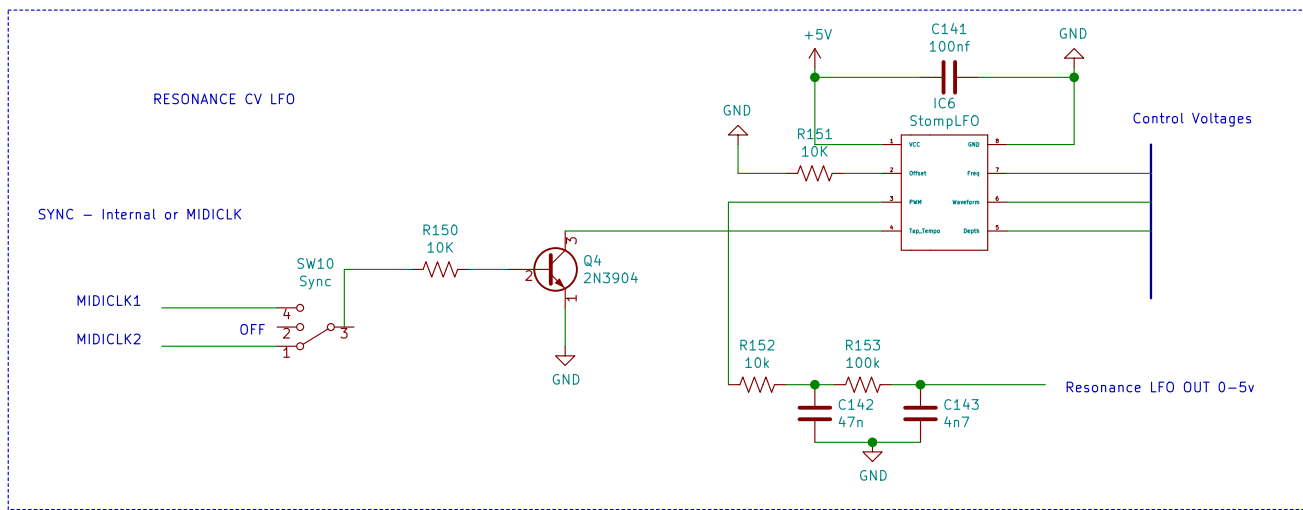 RESONANCE CV LFO
+5V
C141
100nf
GND
IC6
StompLFO
GND
R151
10K
Control Voltages
1 VCC GND 8
2 Offset Freq 7
3 PWM Waveform 6
4 Tap_Tempo Depth 5
SYNC – Internal or MIDICLK
R150
10K
3
2
Q4
2N3904
1
GND
SW10
Sync
MIDICLK1
4
OFF
2
3
MIDICLK2
1
R152
10k
R153
100k
Resonance LFO OUT 0–5v
C142
47n
C143
4n7
GND